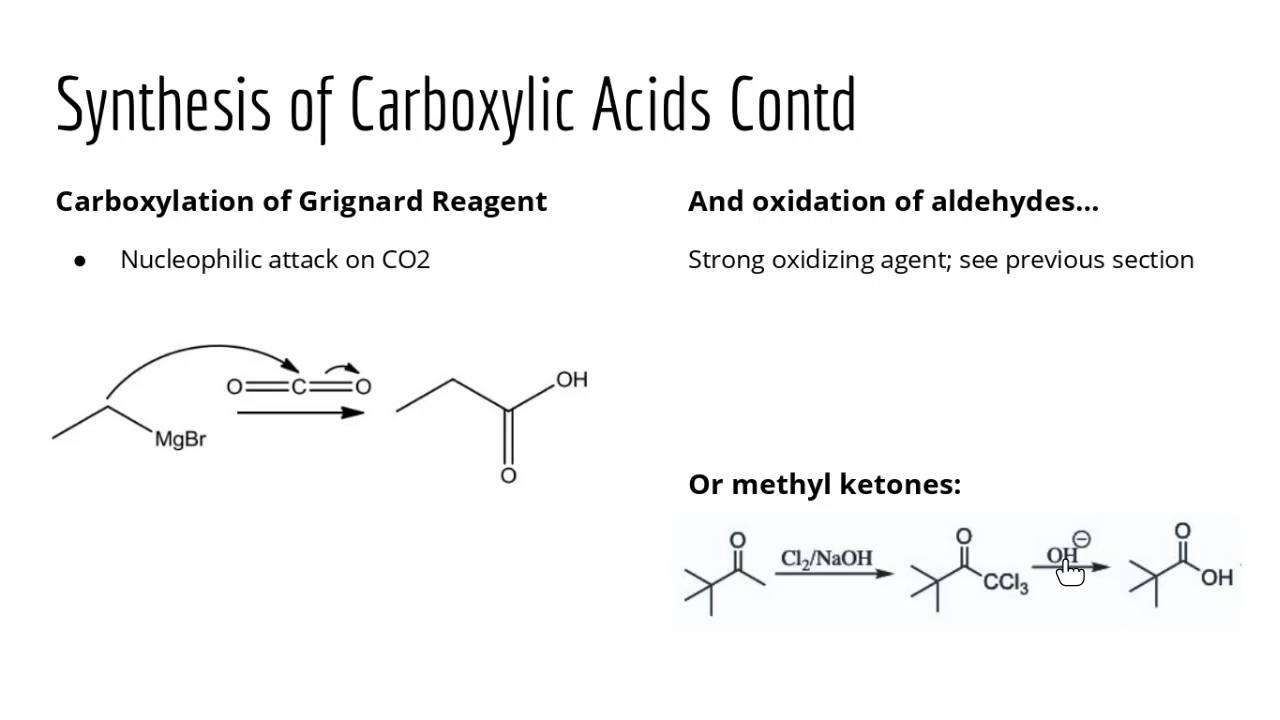 Synthesis of Carboxylic Acids Contd
Carboxylation of Grignard Reagent
● Nucleophilic attack on CO2
O C O
MgBr
OH
O
And oxidation of aldehydes...
Strong oxidizing agent; see previous section
Or methyl ketones:
O
Cl₂/NaOH
O
CCl₃
OH⊖
O
OH